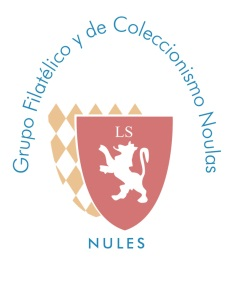 Grupo Filatélico y de Coleccionismo Noulas
LS
NULES